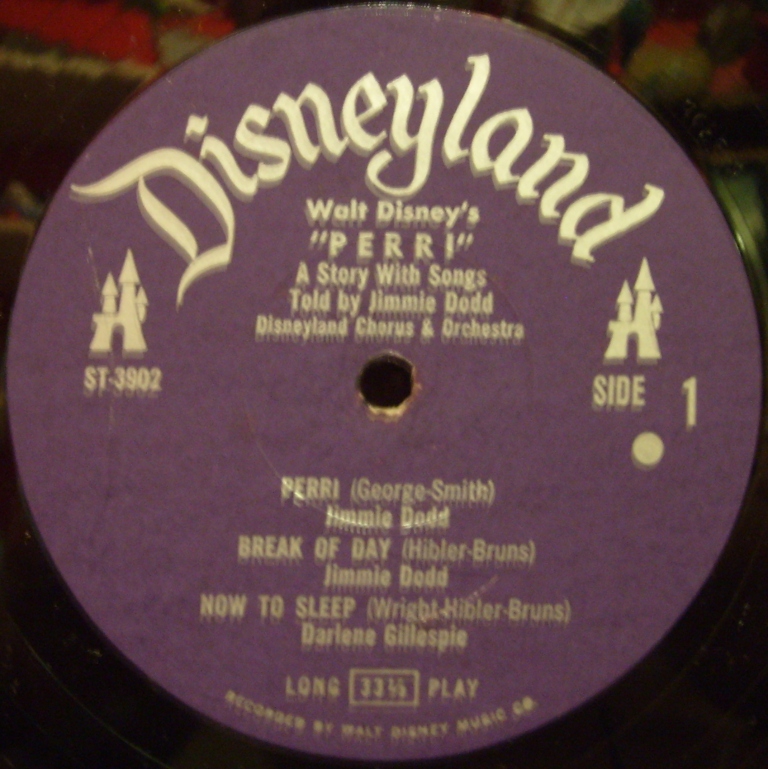 Disneyland
Walt Disney's
"PERRI"
A Story With Songs
Told by Jimmie Dodd
Disneyland Chorus & Orchestra
ST-3902
SIDE 1
PERRI (George-Smith)
Jimmie Dodd
BREAK OF DAY (Hibler-Bruns)
Jimmie Dodd
NOW TO SLEEP (Wright-Hibler-Bruns)
Darlene Gillespie
LONG 33⅓ PLAY
RECORDED BY WALT DISNEY MUSIC CO.